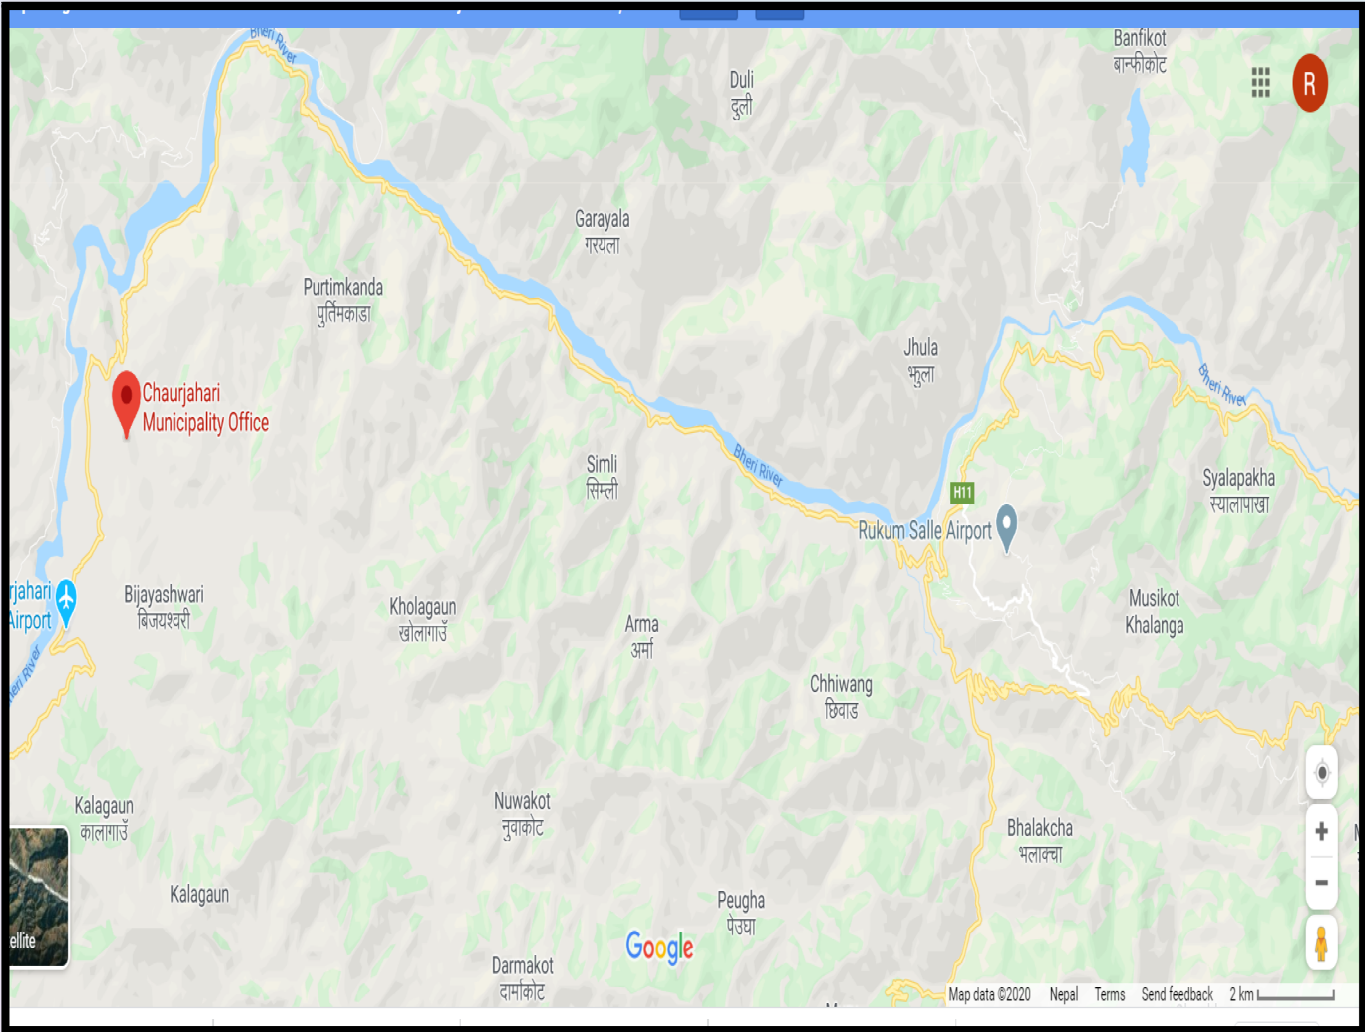 Bheri River
Banfikot
बान्फीकोट
Duli
दुली
R
Garayala
गरयला
Purtimkanda
पुर्तिमकाडा
Jhula
झुला
Bheri River
Chaurjahari
Municipality Office
Simli
सिम्ली
Bheri River
H11
Syalapakha
स्यालापाखा
Rukum Salle Airport
rjahari
Airport
Bijayashwari
बिजयश्वरी
Kholagaun
खोलागाउँ
Arma
अर्मा
Musikot
Khalanga
eri River
Chhiwang
छिवाड
Kalagaun
कालागाउँ
Nuwakot
नुवाकोट
Bhalakcha
भलाक्चा
Kalagaun
Peugha
पेउघा
ellite
Google
Darmakot
दार्माकोट
Map data ©2020 Nepal Terms Send feedback 2 km